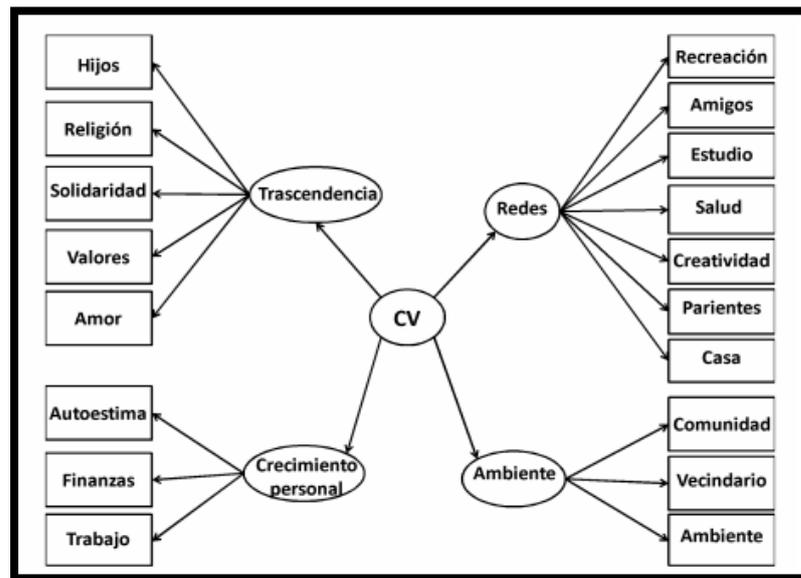 Hijos
Religión
Solidaridad
Valores
Amor
Trascendencia
Redes
Recreación
Amigos
Estudio
Salud
Creatividad
Parientes
Casa
CV
Autoestima
Finanzas
Trabajo
Crecimiento
personal
Ambiente
Comunidad
Vecindario
Ambiente